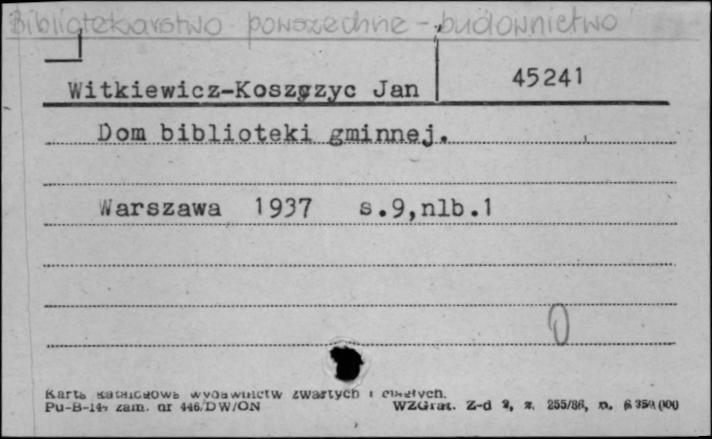 Bibliotekarstwo powszechne - budownictwo
Witkiewicz-Koszczyc Jan
45241
Dom biblioteki gminnej.
Warszawa 1937 s.9,nlb.1
0
Karta katalogowa wydawnictw zwartych i ciągłych.
Pu-B-14, zam. nr 446/DW/ON WZGraf. Z-d 2, z. 255/86, n.